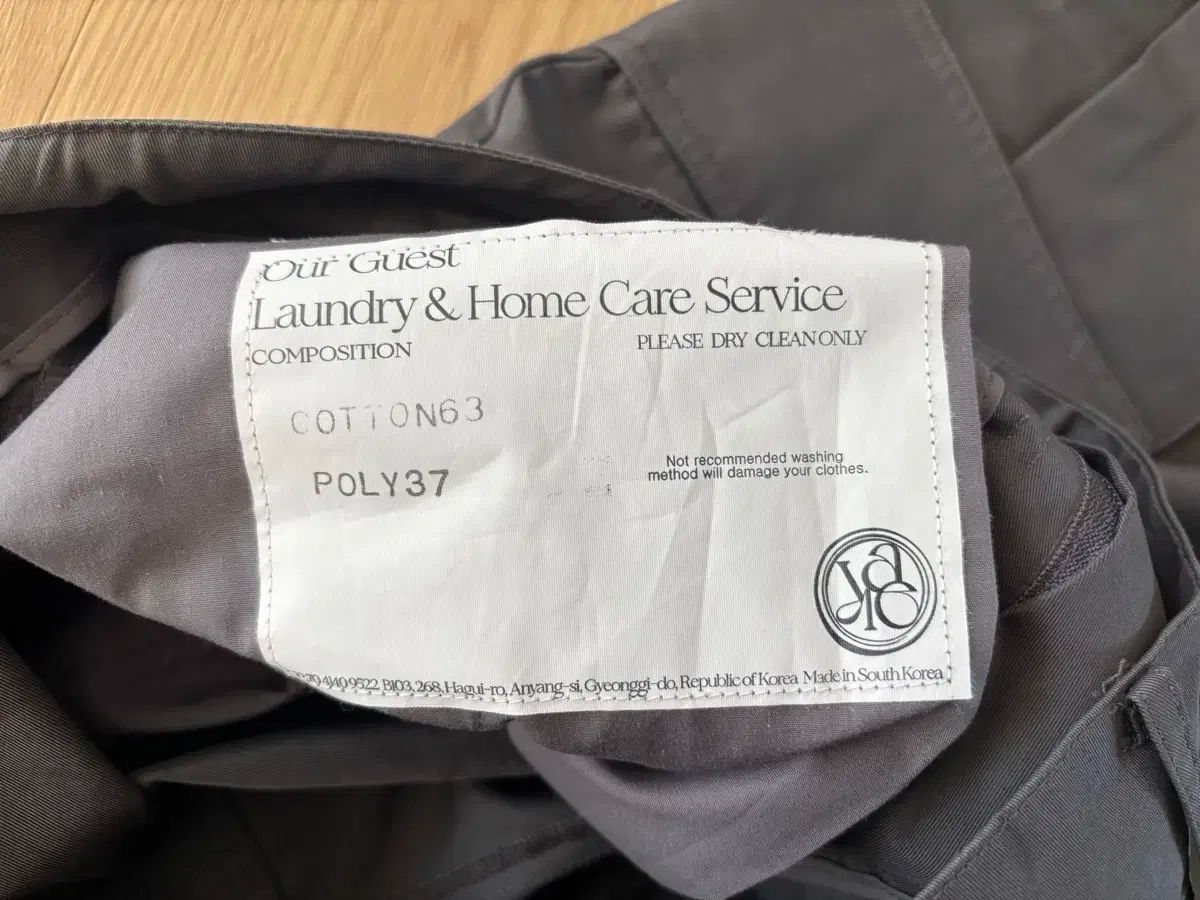 Our Guest
Laundry & Home Care Service
COMPOSITION
PLEASE DRY CLEAN ONLY
COTTON63
POLY37
Not recommended washing
method will damage your clothes.
B103, 268, Hagui-ro, Anyang-si, Gyeonggi-do, Republic of Korea Made in South Korea